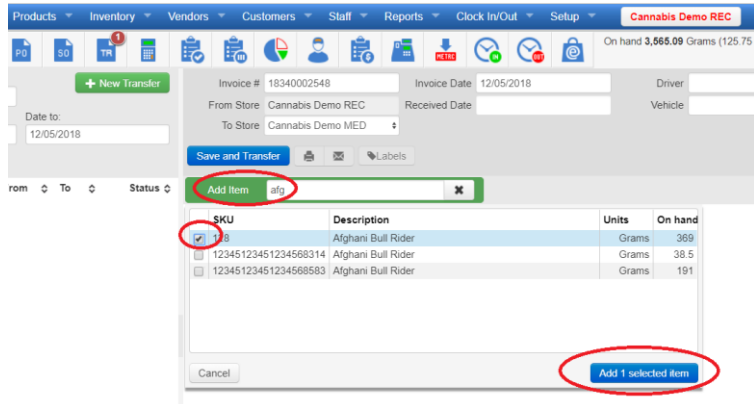 Products Inventory Vendors Customers Staff Reports Clock In/Out Setup Cannabis Demo REC
PO SO TR 1 METRC IN OUT On hand 3,565.09 Grams (125.75
New Transfer Invoice # 18340002548 Invoice Date 12/05/2018 Driver
From Store Cannabis Demo REC Received Date Vehicle
Date to:
To Store Cannabis Demo MED
12/05/2018
Save and Transfer Labels
rom To Status Add Item afg
SKU Description Units On hand
Afghani Bull Rider Grams 369
12345123451234568314 Afghani Bull Rider Grams 38.5
12345123451234568583 Afghani Bull Rider Grams 191
Cancel Add 1 selected item